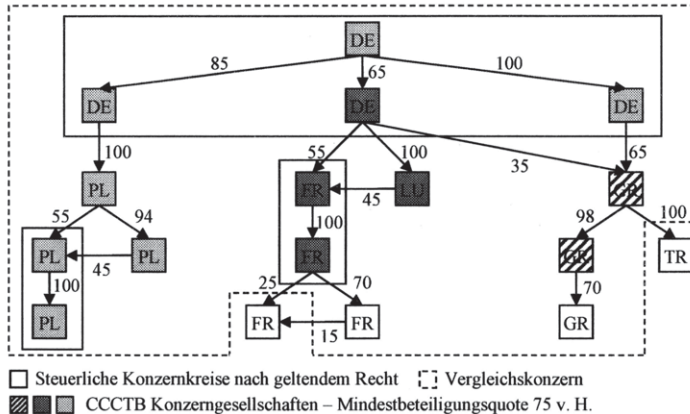 DE
85
65
100
DE
DE
DE
100
55
100
35
65
PL
FR
45
LU
GR
55
94
100
98
100
PL
45
PL
FR
GR
TR
100
25
70
70
PL
FR
15
FR
GR
Steuerliche Konzernkreise nach geltendem Recht
Vergleichskonzern
CCCTB Konzerngesellschaften – Mindestbeteiligungsquote 75 v. H.